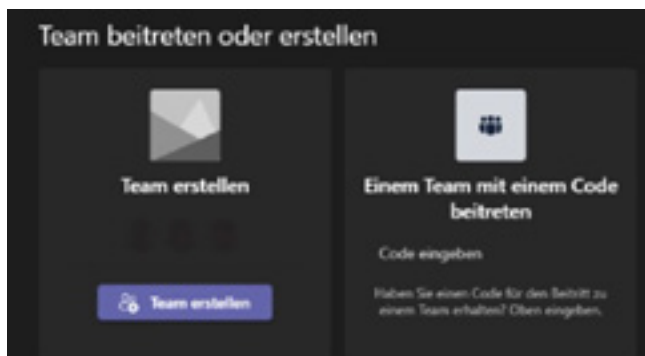 Team beitreten oder erstellen
Team erstellen
Einem Team mit einem Code
beitreten
Code eingeben
Team erstellen
Haben Sie einen Code für den Beitritt zu
einem Team erhalten? Oben eingeben.